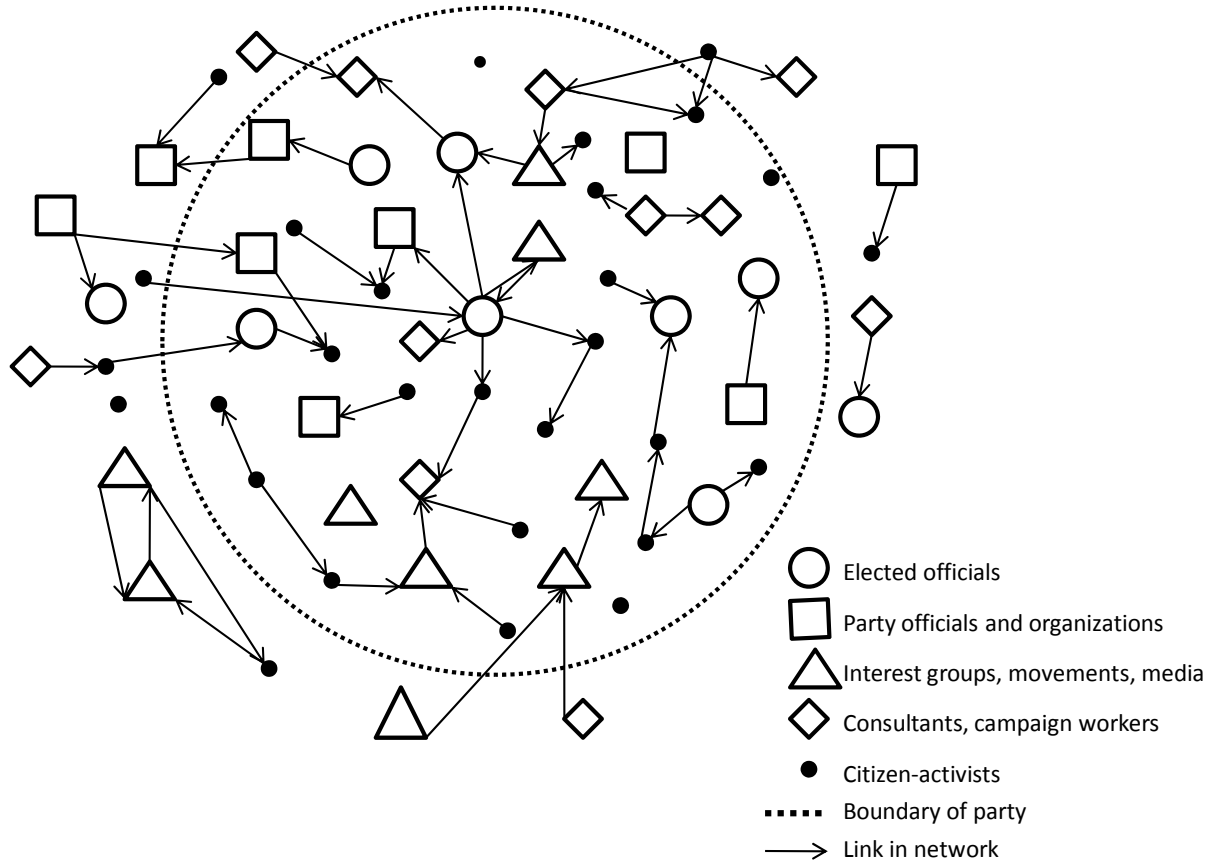 Elected officials
Party officials and organizations
Interest groups, movements, media
Consultants, campaign workers
Citizen-activists
Boundary of party
Link in network